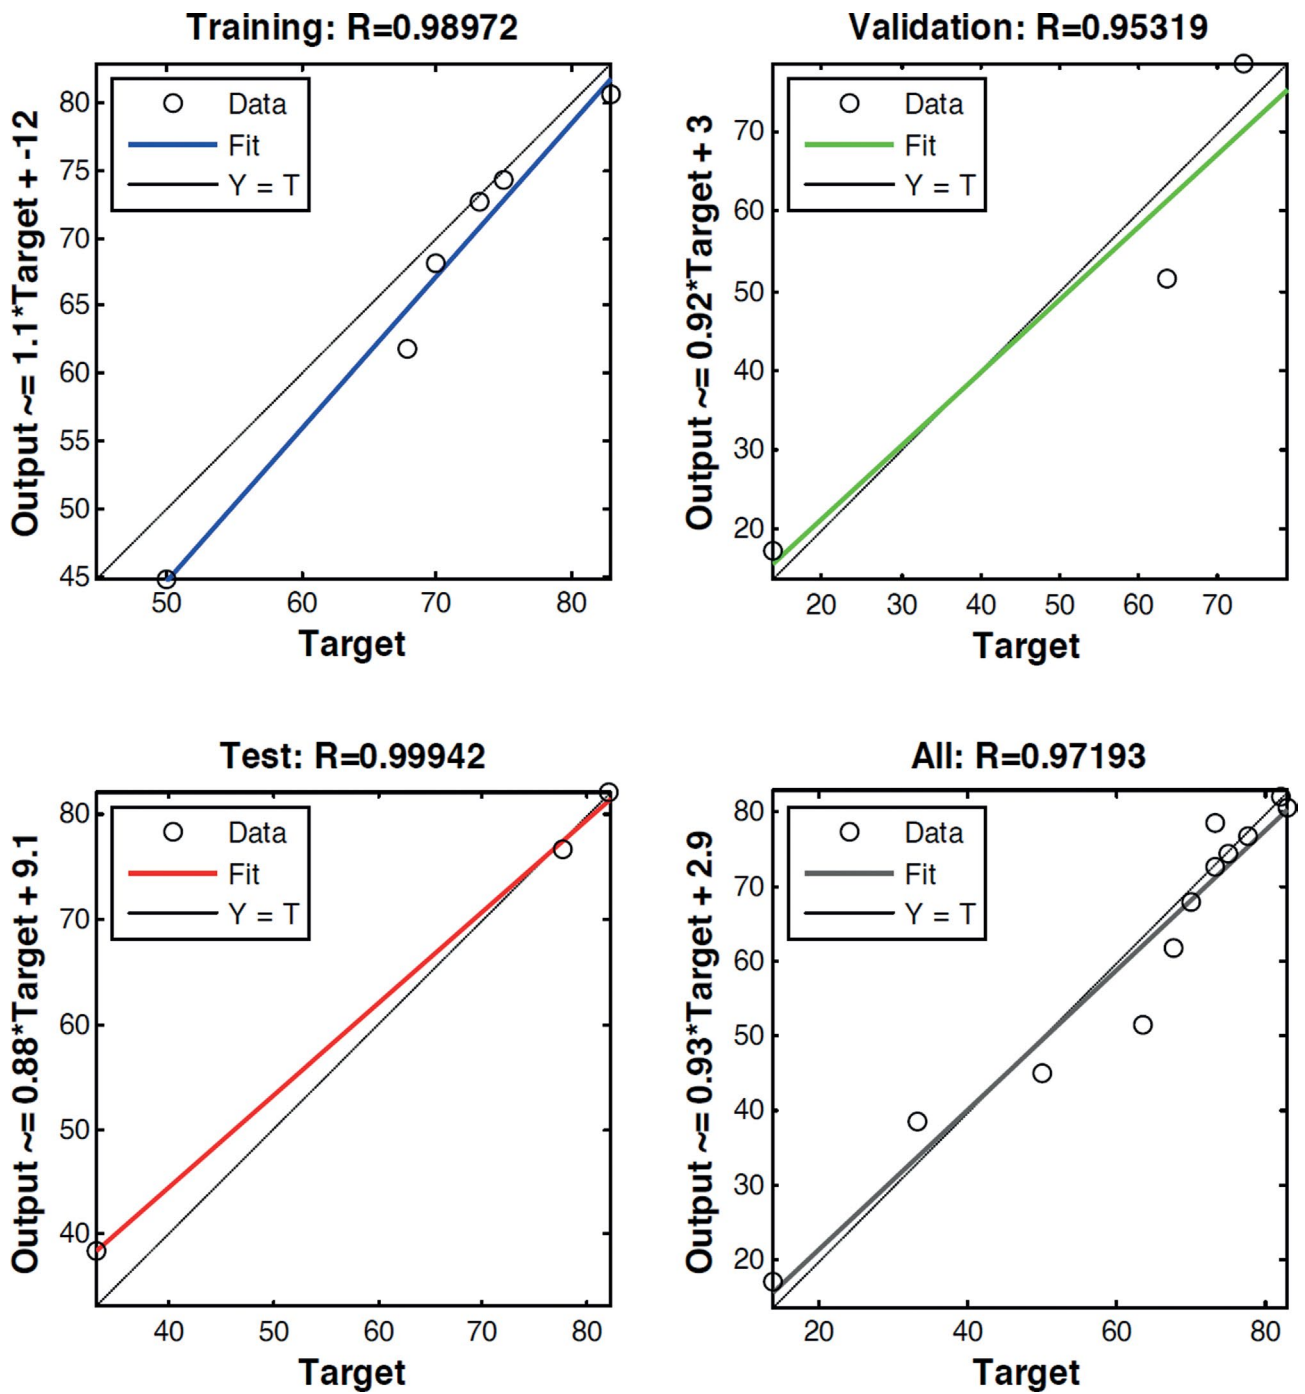 Training: R=0.98972
Output ~= 1.1*Target + -12
80
75
70
65
60
55
50
45
Data
Fit
Y = T
50 60 70 80
Target
Validation: R=0.95319
Output ~= 0.92*Target + 3
70
60
50
40
30
20
Data
Fit
Y = T
20 30 40 50 60 70
Target
Test: R=0.99942
Output ~= 0.88*Target + 9.1
80
70
60
50
40
Data
Fit
Y = T
40 50 60 70 80
Target
All: R=0.97193
Output ~= 0.93*Target + 2.9
80
70
60
50
40
30
20
Data
Fit
Y = T
20 40 60 80
Target